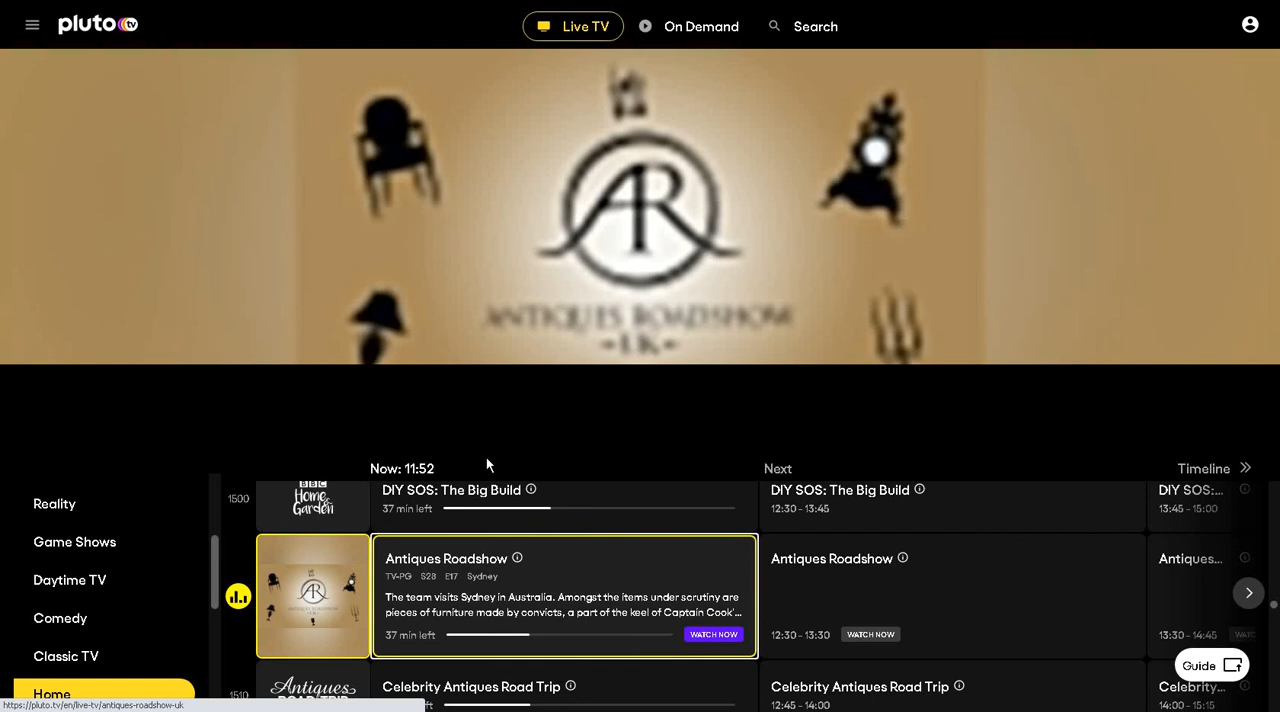 pluto tv
Live TV
On Demand
Search
AR
ANTIQUES ROADSHOW
-UK-
Now: 11:52
Next
Timeline
Reality
Game Shows
Daytime TV
Comedy
Classic TV
Home
1500
BBC
Home &
Garden
DIY SOS: The Big Build
37 min left
DIY SOS: The Big Build
12:30 - 13:45
DIY SOS:...
13:45 - 15:00
AR
Antiques Roadshow
TV-PG S28 E17 Sydney
The team visits Sydney in Australia. Amongst the items under scrutiny are
pieces of furniture made by convicts, a part of the keel of Captain Cook'...
37 min left
WATCH NOW
Antiques Roadshow
12:30 - 13:30
WATCH NOW
Antiques...
13:30 - 14:45
Guide
1510
Antiques
ROAD TRIP
Celebrity Antiques Road Trip
Celebrity Antiques Road Trip
12:45 - 14:00
Celebrity...
14:00 - 15:15
https://pluto.tv/en/live-tv/antiques-roadshow-uk